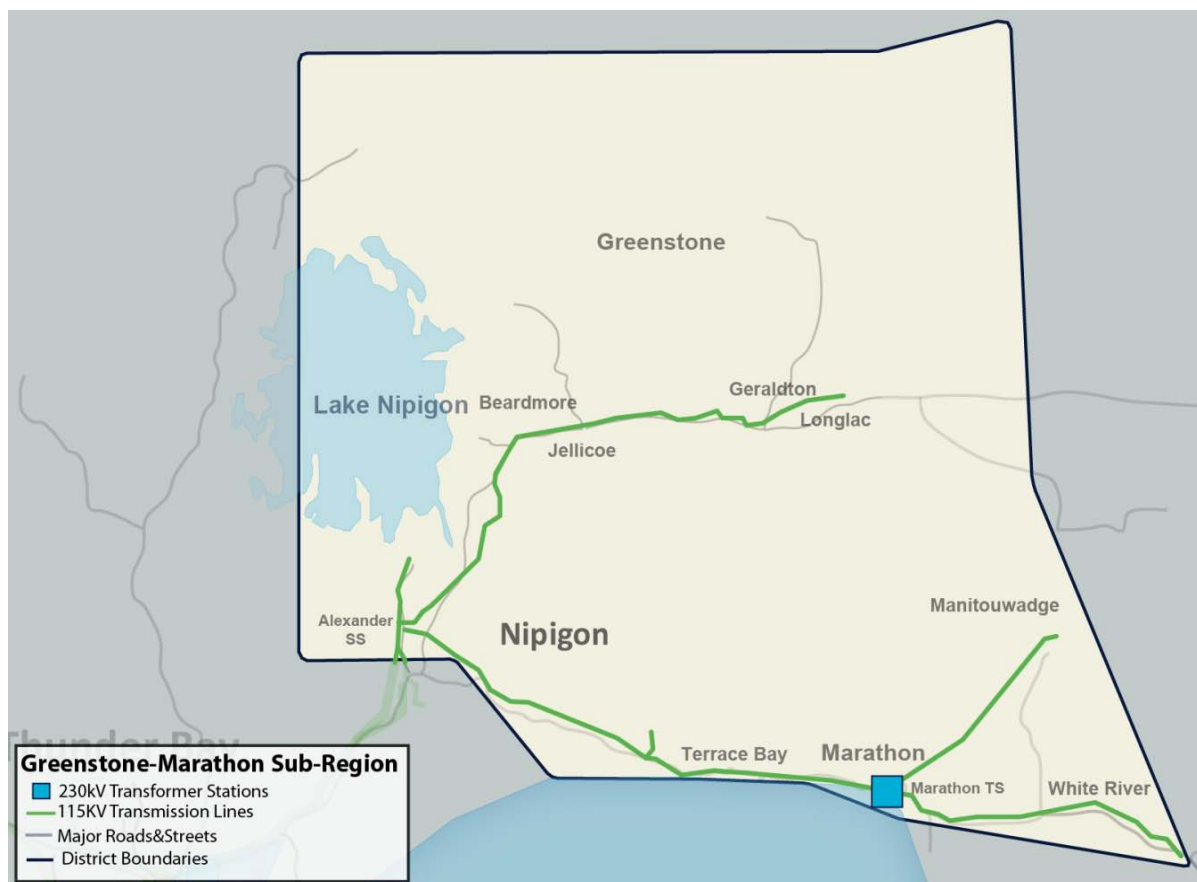 Greenstone
Lake Nipigon
Beardmore
Geraldton
Longlac
Jellicoe
Manitouwadge
Alexander
SS
Nipigon
Thunder Bay
Terrace Bay
Marathon
Marathon TS
White River
Greenstone-Marathon Sub-Region
230kV Transformer Stations
115KV Transmission Lines
Major Roads&Streets
District Boundaries